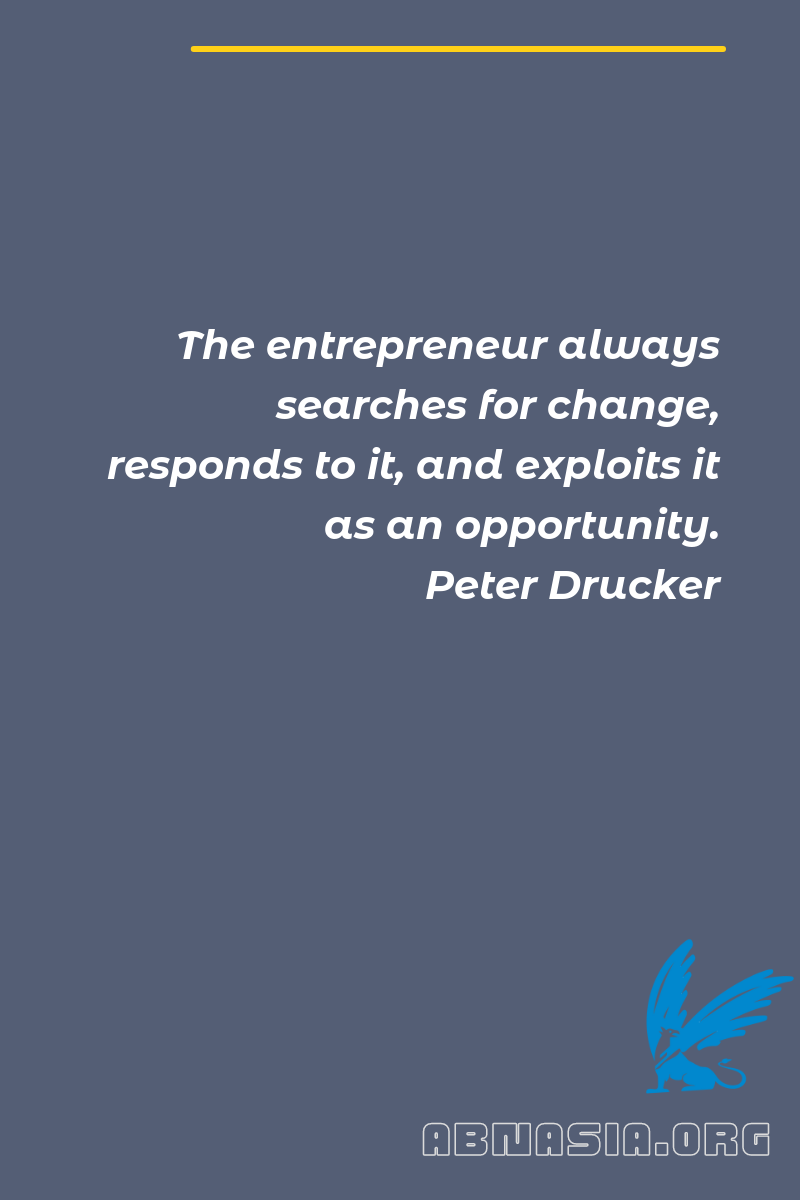 The entrepreneur always
searches for change,
responds to it, and exploits it
as an opportunity.
Peter Drucker
ABNASIA.ORG